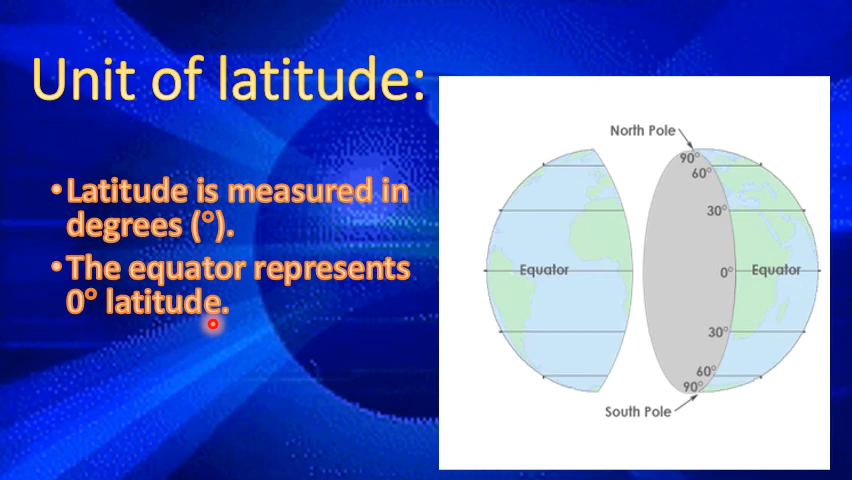 Unit of latitude:
•Latitude is measured in
degrees (°).
•The equator represents
0° latitude.
North Pole
90°
60°
30°
Equator
0°
Equator
30°
60°
90°
South Pole